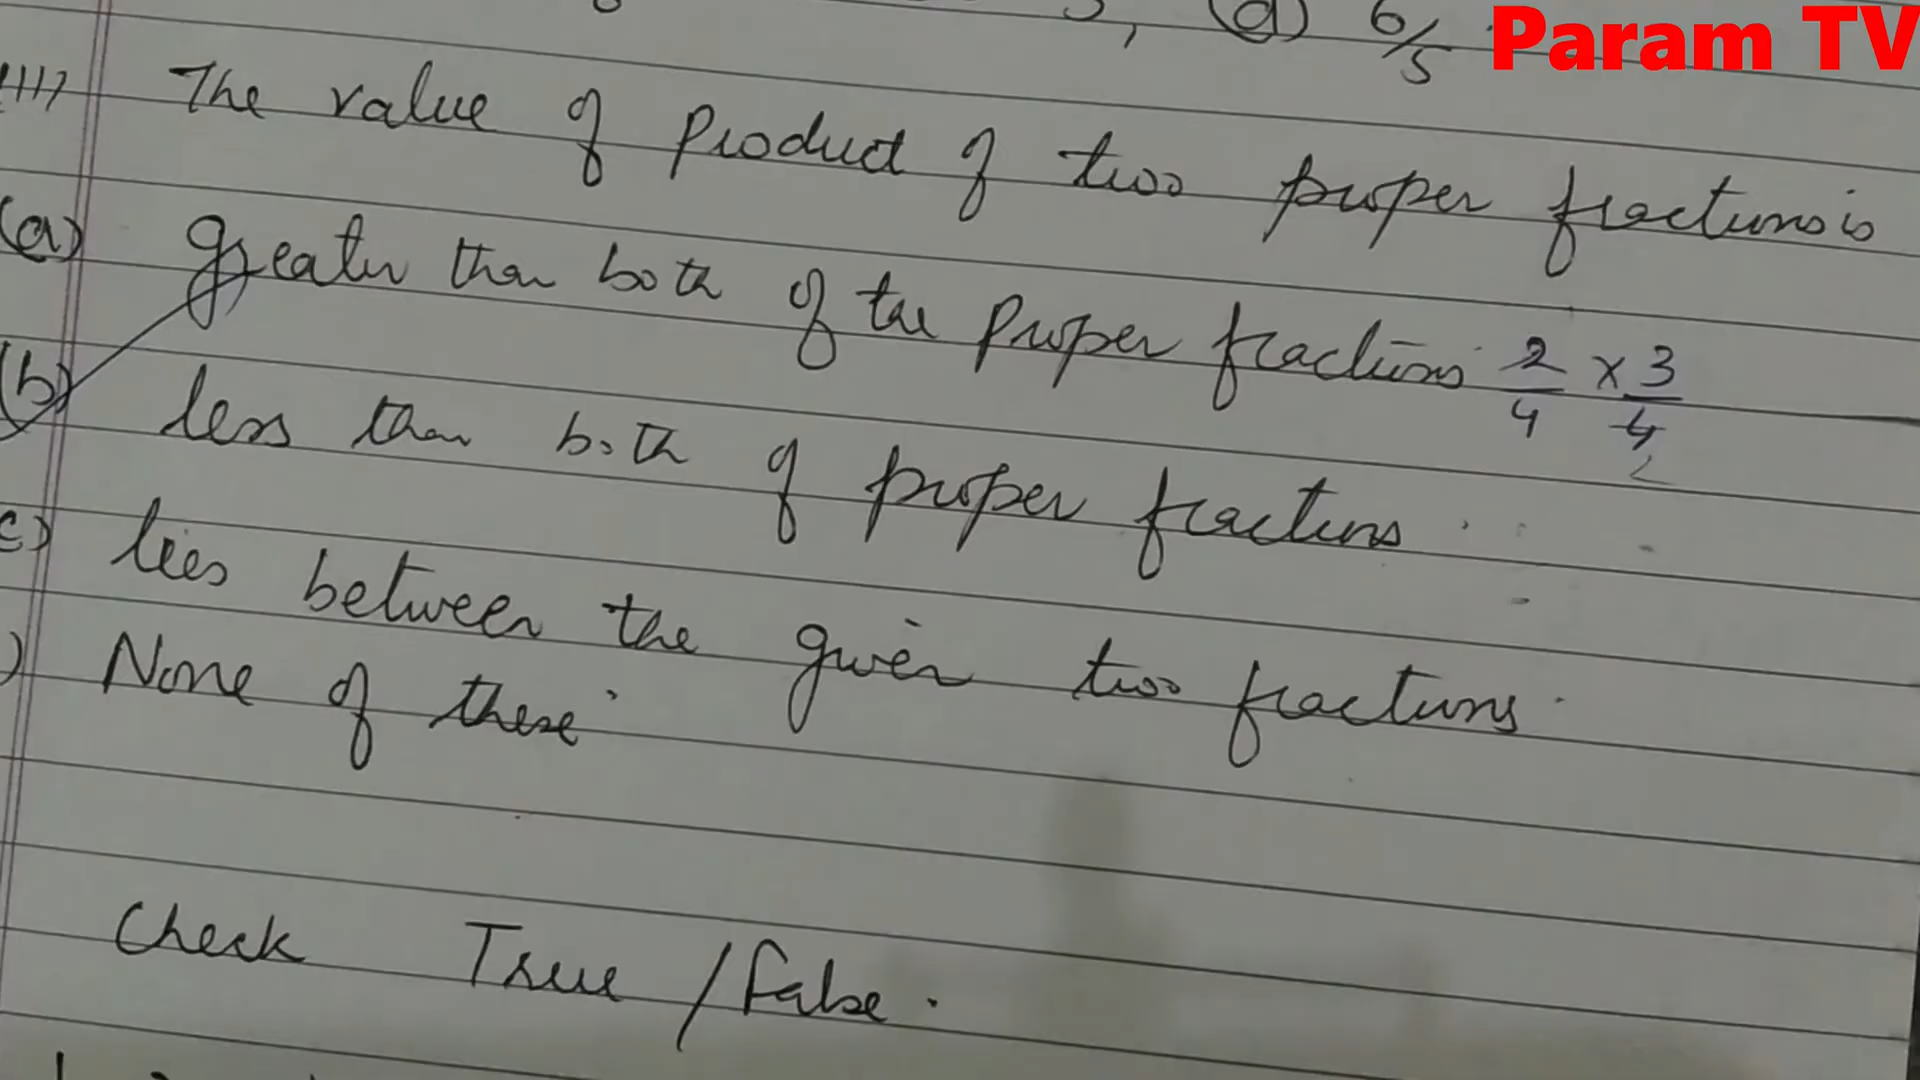 (d) 6/5
Param TV
The value of Product of two proper fractions is
(a) greater than both of the Proper fractions 2/4 × 3/4
(b) less than both of proper fractions.
c) lies between the given two fractions.
) None of these
Check True / False.